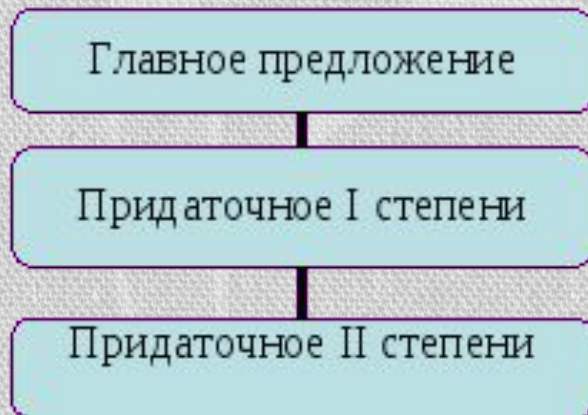 Главное предложение
Придаточное I степени
Придаточное II степени